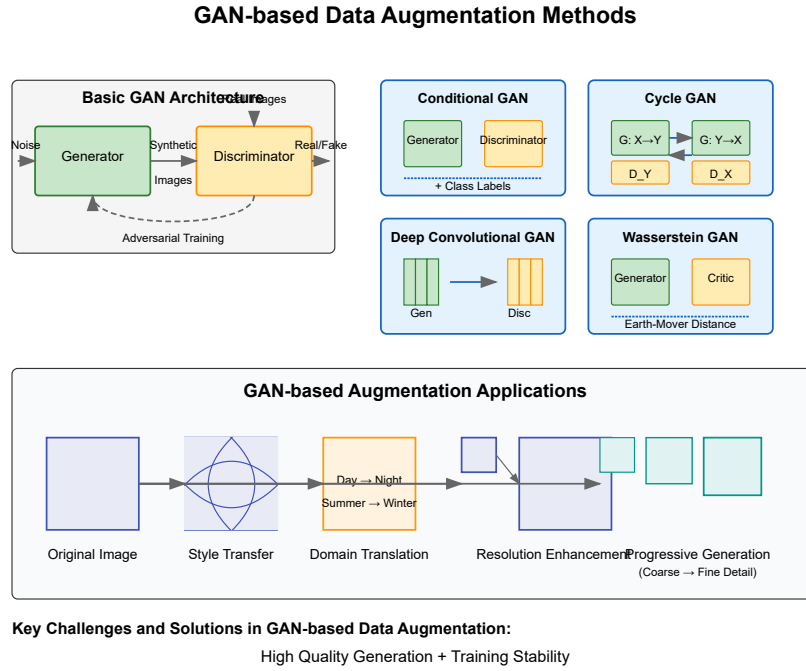 GAN-based Data Augmentation Methods
Basic GAN Architecture
Real Images
Noise
Generator
Synthetic
Images
Discriminator
Real/Fake
Adversarial Training
Conditional GAN
Generator
Discriminator
+ Class Labels
Cycle GAN
G: X→Y
G: Y→X
D_Y
D_X
Deep Convolutional GAN
Gen
Disc
Wasserstein GAN
Generator
Critic
Earth-Mover Distance
GAN-based Augmentation Applications
Day → Night
Summer → Winter
Original Image
Style Transfer
Domain Translation
Resolution Enhancement
Progressive Generation
(Coarse → Fine Detail)
Key Challenges and Solutions in GAN-based Data Augmentation:
High Quality Generation + Training Stability